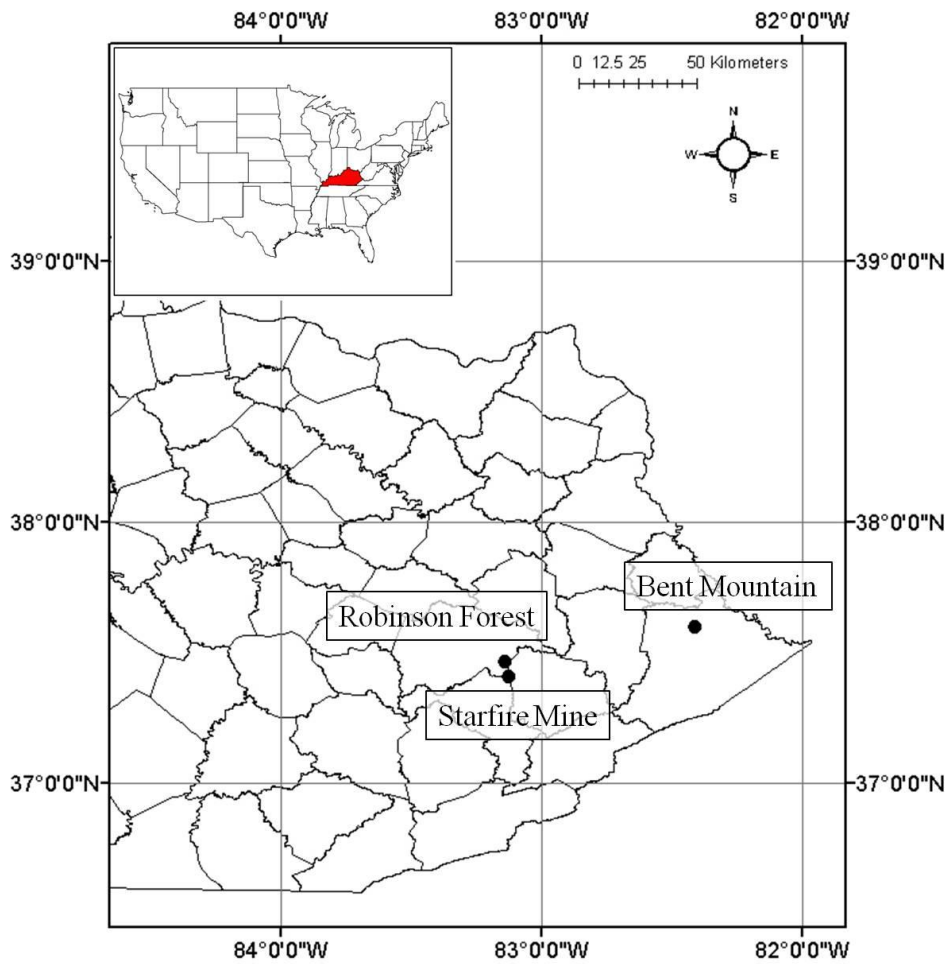 84°0'0"W 83°0'0"W 82°0'0"W
0 12.5 25 50 Kilometers
N
W E
S
39°0'0"N 39°0'0"N
38°0'0"N 38°0'0"N
Bent Mountain
Robinson Forest
Starfire Mine
37°0'0"N 37°0'0"N
84°0'0"W 83°0'0"W 82°0'0"W